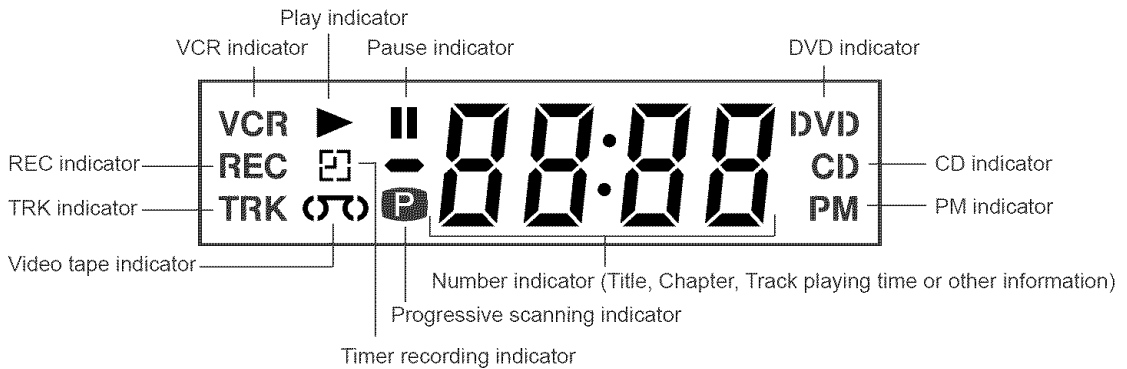 Play indicator
VCR indicator
Pause indicator
DVD indicator
VCR
88:88
DVD
REC indicator
REC
CD
CD indicator
TRK indicator
TRK
P
PM
PM indicator
Video tape indicator
Number indicator (Title, Chapter, Track playing time or other information)
Progressive scanning indicator
Timer recording indicator